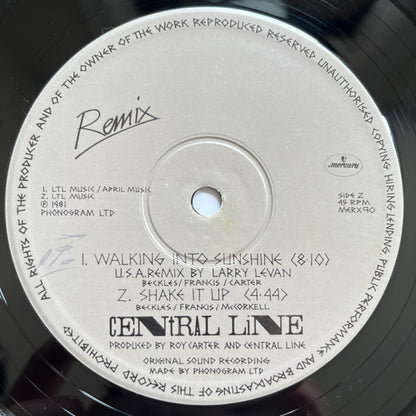 ALL RIGHTS OF THE PRODUCER AND OF THE OWNER OF THE WORK REPRODUCED RESERVED UNAUTHORISED COPYING HIRING LENDING PUBLIC PERFORMANCE AND BROADCASTING OF THIS RECORD PROHIBITED
Remix
mercury
1. LTL MUSIC/APRIL MUSIC
2. LTL MUSIC
℗ 1981
PHONOGRAM LTD
SIDE 2
45 RPM
MERX90
1. WALKING INTO SUNSHINE (8:10)
U.S.A.REMIX BY LARRY LEVAN
BECKLES/FRANCIS/CARTER
2. SHAKE IT UP (4:44)
BECKLES/FRANCIS/McCORKELL
CENTRAL LINE
PRODUCED BY ROY CARTER AND CENTRAL LINE
ORIGINAL SOUND RECORDING
MADE BY PHONOGRAM LTD